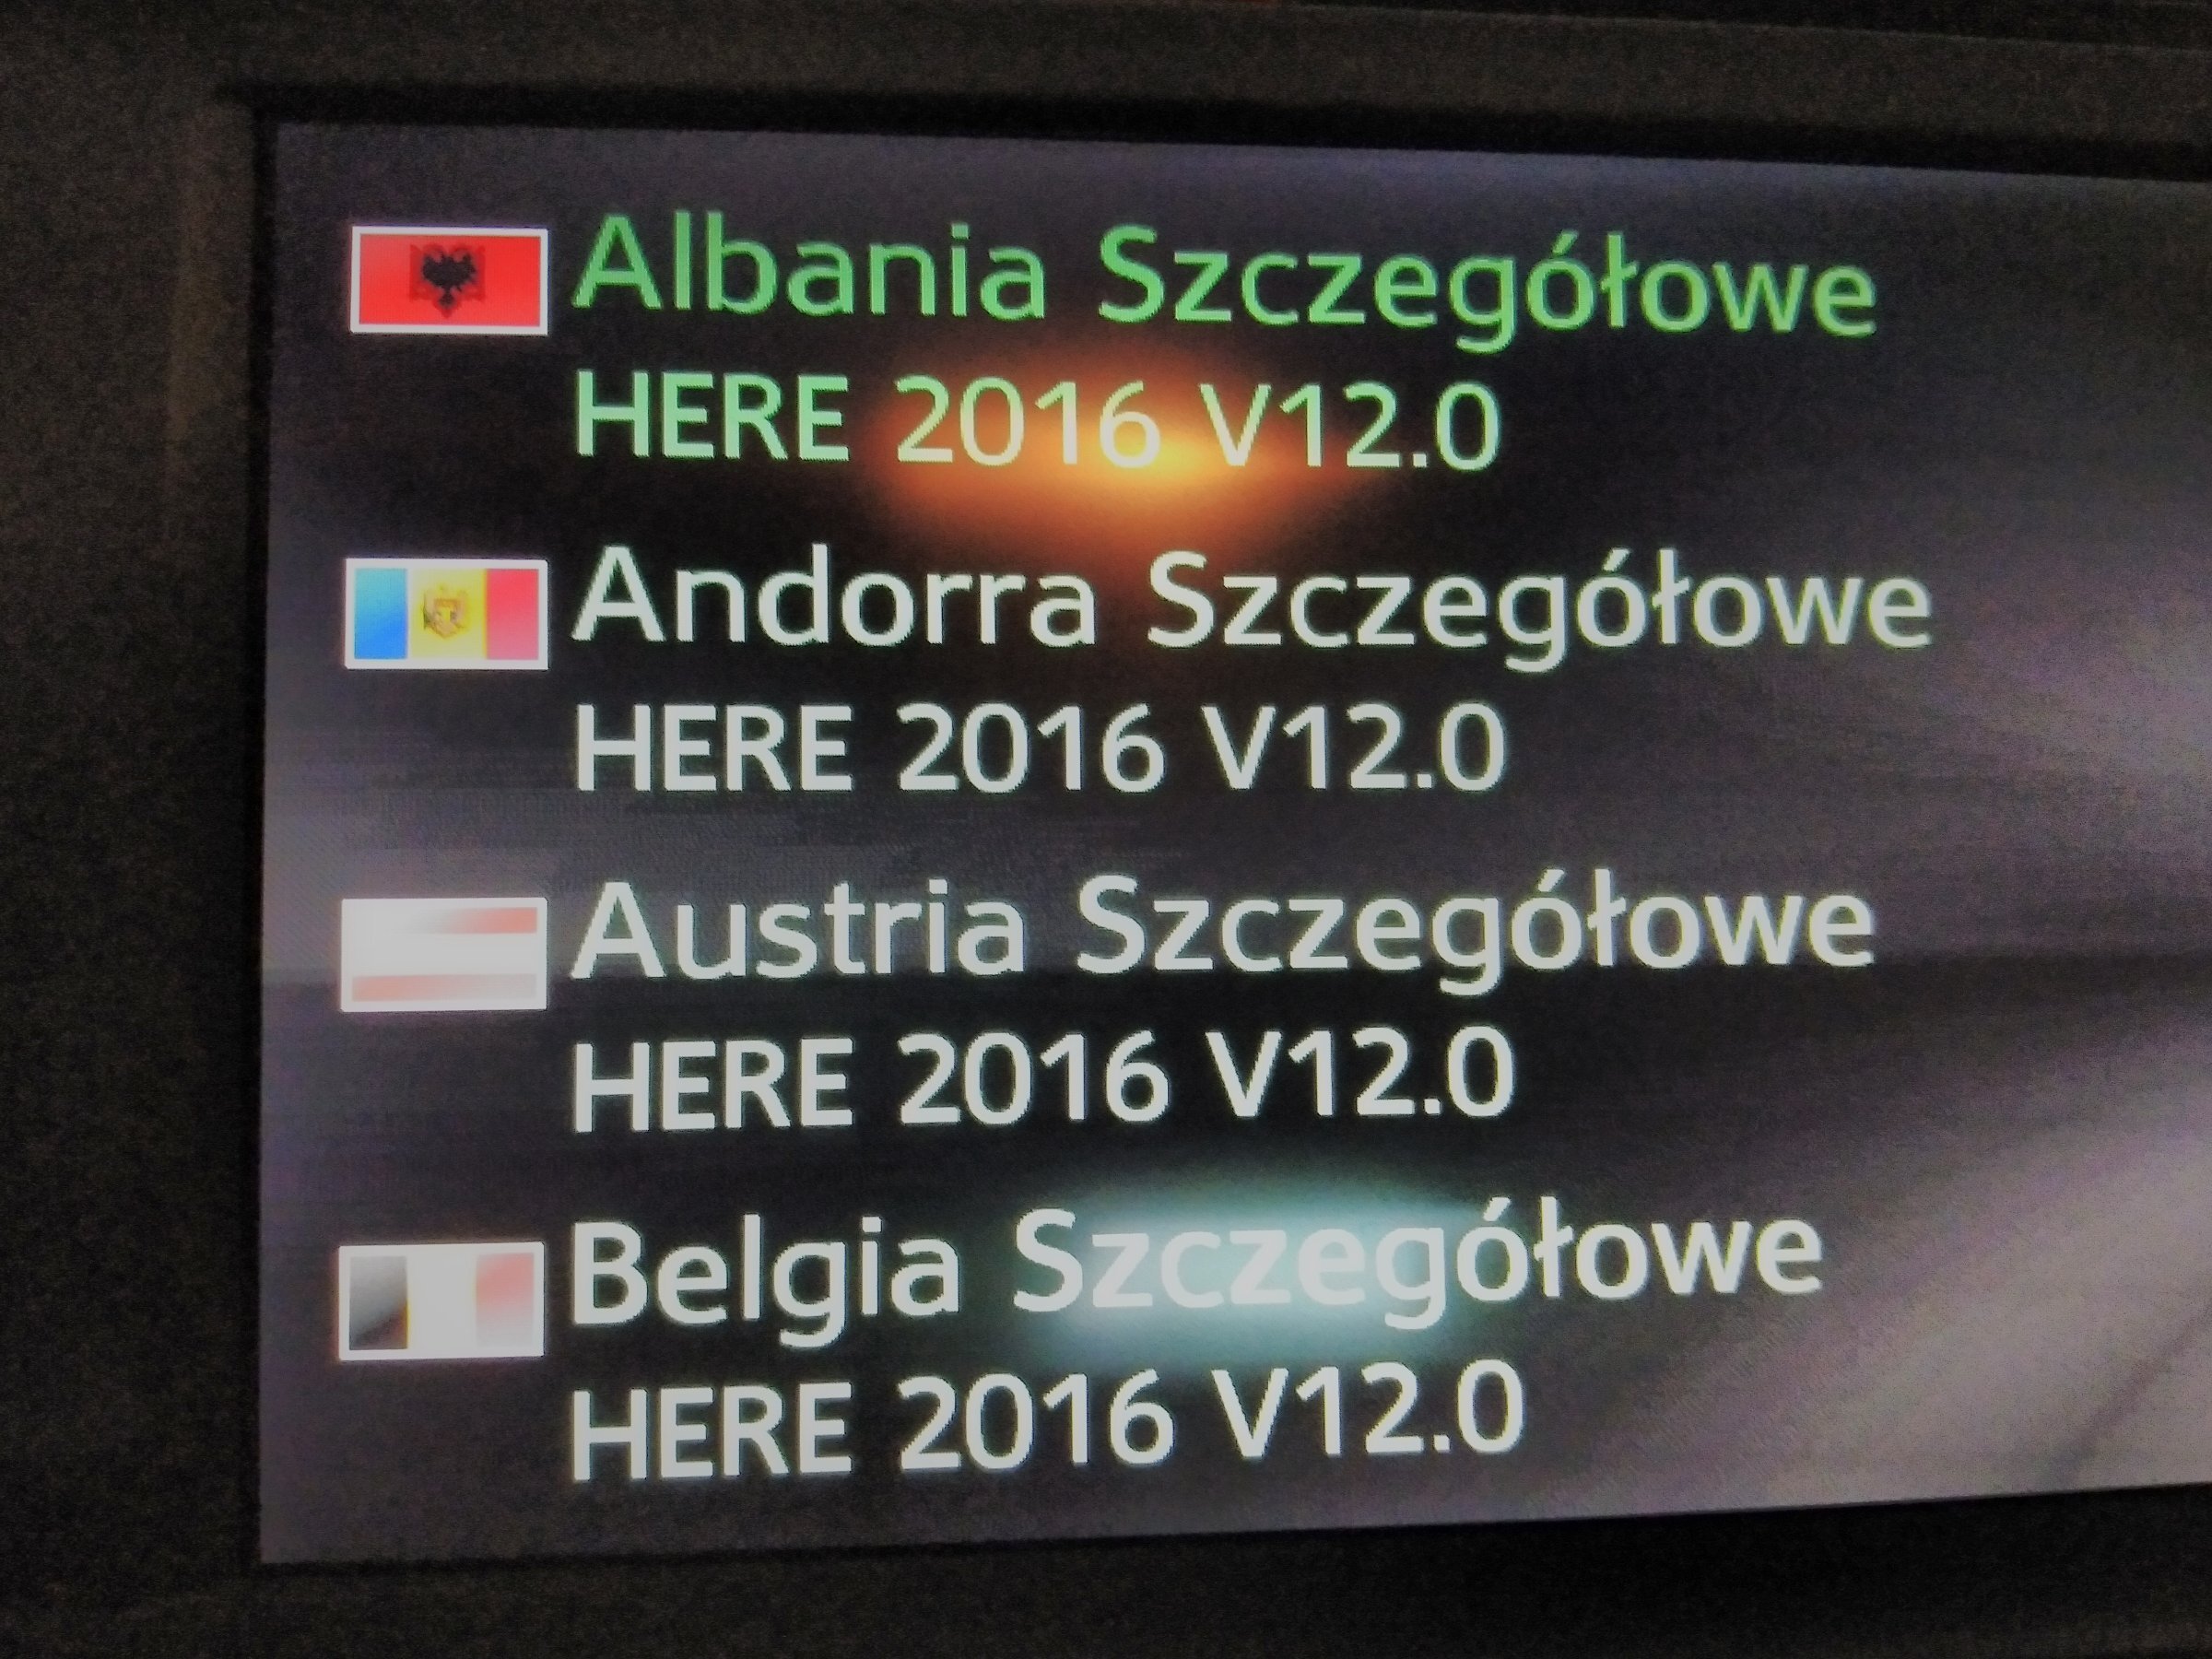 Albania Szczegółowe
HERE 2016 V12.0
Andorra Szczegółowe
HERE 2016 V12.0
Austria Szczegółowe
HERE 2016 V12.0
Belgia Szczegółowe
HERE 2016 V12.0